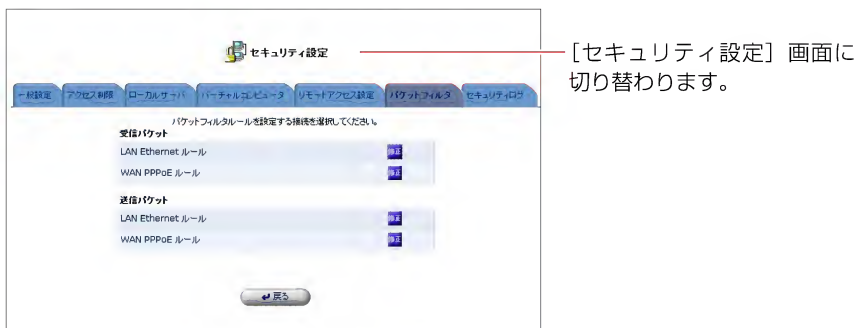 セキュリティ設定
[セキュリティ設定]画面に
切り替わります。
一般設定 アクセス制限 ローカルサーバ バーチャルコンピュータ リモートアクセス設定 パケットフィルタ セキュリティログ
パケットフィルタルールを設定する接続を選択してください。
受信パケット
LAN Ethernet ルール 修正
WAN PPPoE ルール 修正
送信パケット
LAN Ethernet ルール 修正
WAN PPPoE ルール 修正
戻る